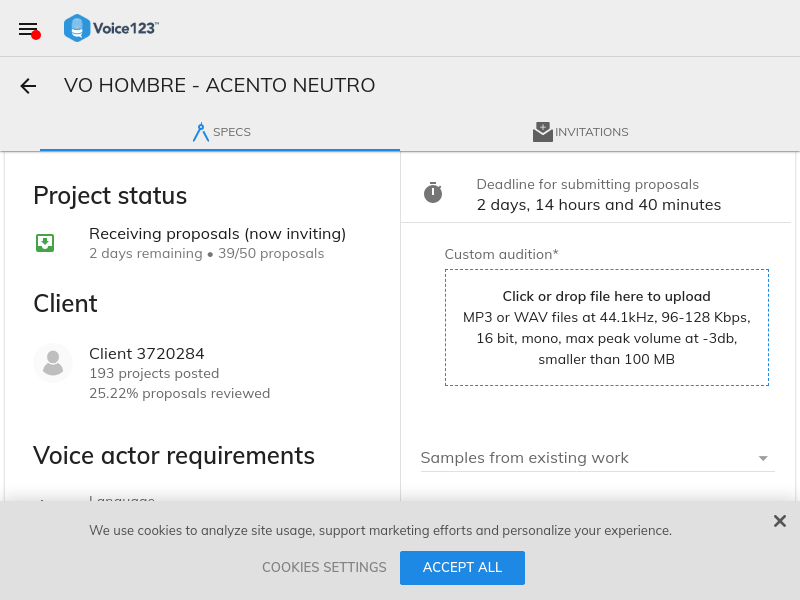 Voice123™
VO HOMBRE - ACENTO NEUTRO
SPECS
INVITATIONS
Project status
Receiving proposals (now inviting)
2 days remaining • 39/50 proposals
Client
Client 3720284
193 projects posted
25.22% proposals reviewed
Voice actor requirements
Language
Deadline for submitting proposals
2 days, 14 hours and 40 minutes
Custom audition*
Click or drop file here to upload
MP3 or WAV files at 44.1kHz, 96-128 Kbps,
16 bit, mono, max peak volume at -3db,
smaller than 100 MB
Samples from existing work
We use cookies to analyze site usage, support marketing efforts and personalize your experience.
COOKIES SETTINGS
ACCEPT ALL